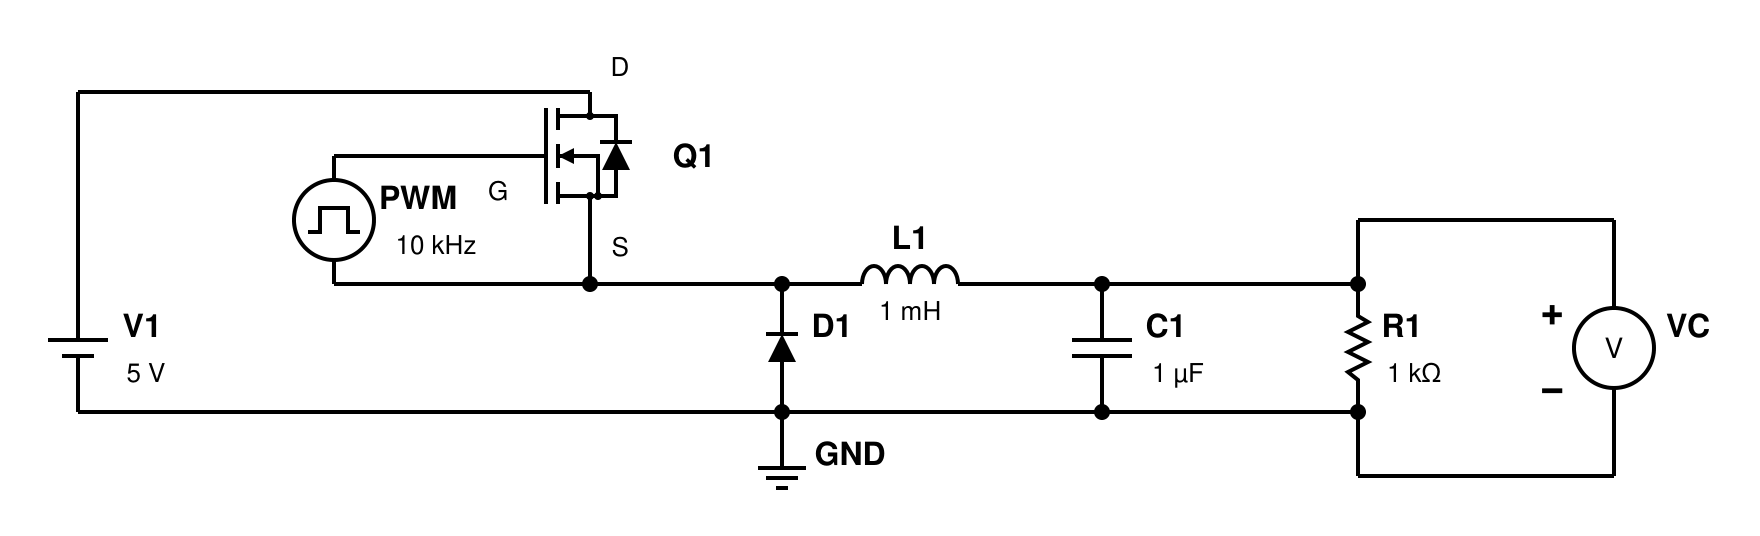 D
Q1
PWM
G
10 kHz
S
L1
1 mH
V1
5 V
D1
C1
1 µF
R1
1 kΩ
+
V
−
VC
GND